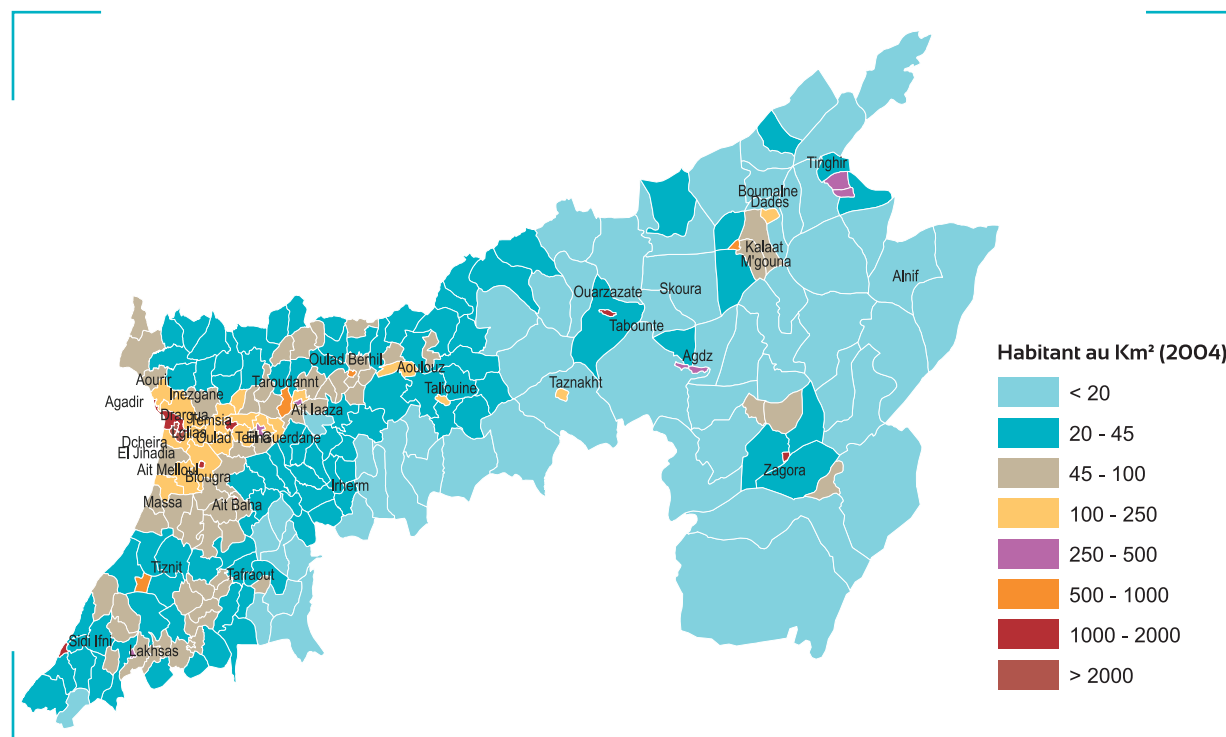 Tinghir
Boumalne
Dades
Kalaat
M'gouna
Alnif
Skoura
Ouarzazate
Tabounte
Agdz
Taznakht
Zagora
Oulad Berhil
Aoulouz
Taliouine
Taroudannt
Ait Iaaza
Aourir
Inezgane
Agadir
Drargua
Temsia
Oulad Teima
El Guerdane
Dcheira
El Jihadia
Ait Melloul
Biougra
Massa
Ait Baha
Irherm
Tiznit
Tafraout
Sidi Ifni
Lakhsas
Habitant au Km² (2004)
< 20
20 - 45
45 - 100
100 - 250
250 - 500
500 - 1000
1000 - 2000
> 2000